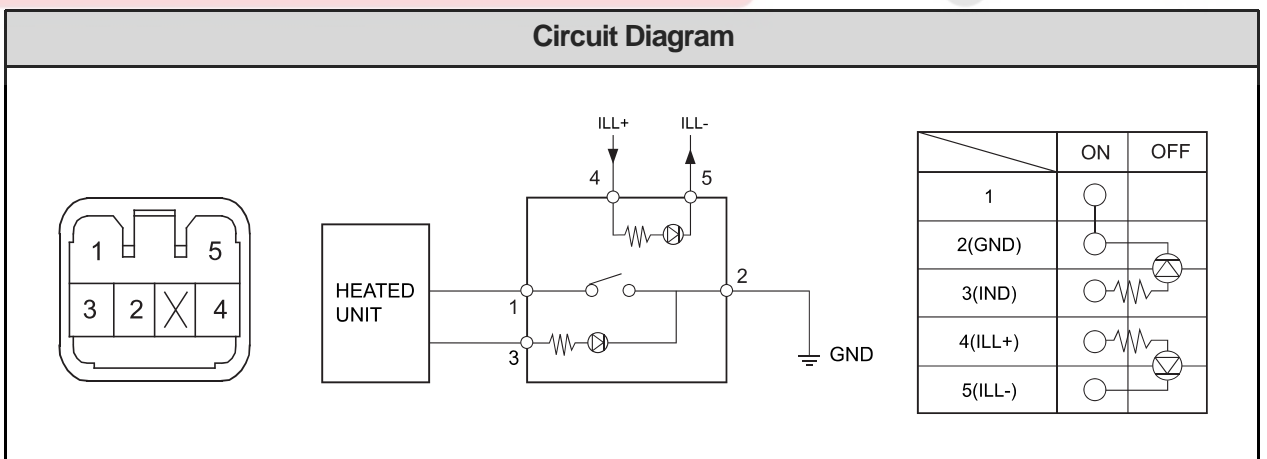 Circuit Diagram
1 5
3 2 X 4
HEATED
UNIT
ILL+ ILL-
4 5
1
2
3
GND
ON OFF
1
2(GND)
3(IND)
4(ILL+)
5(ILL-)